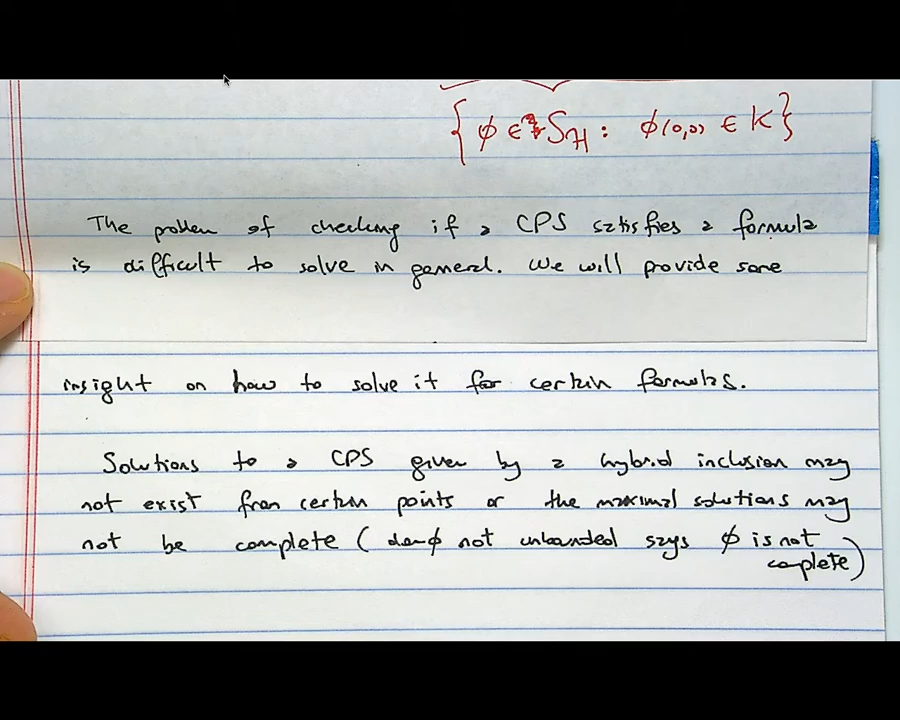 { φ ∈ S_H : φ(0,0) ∈ K }
The problem of checking if a CPS satisfies a formula
is difficult to solve in general. We will provide some
insight on how to solve it for certain formulas.
Solutions to a CPS given by a hybrid inclusion may
not exist from certain points or the maximal solutions may
not be complete ( dom φ not unbounded says φ is not
complete )